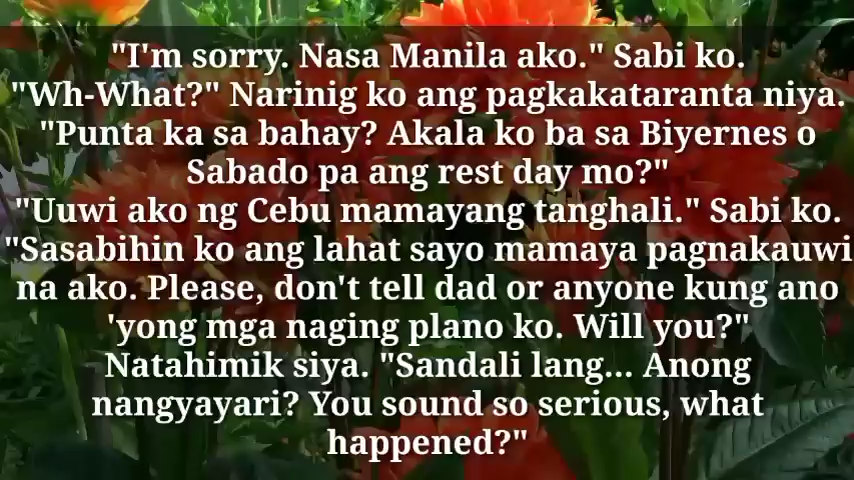 "I'm sorry. Nasa Manila ako." Sabi ko.
"Wh-What?" Narinig ko ang pagkakataranta niya.
"Punta ka sa bahay? Akala ko ba sa Biyernes o
Sabado pa ang rest day mo?"
"Uuwi ako ng Cebu mamayang tanghali." Sabi ko.
"Sasabihin ko ang lahat sayo mamaya pagnakauwi
na ako. Please, don't tell dad or anyone kung ano
'yong mga naging plano ko. Will you?"
Natahimik siya. "Sandali lang... Anong
nangyayari? You sound so serious, what
happened?"